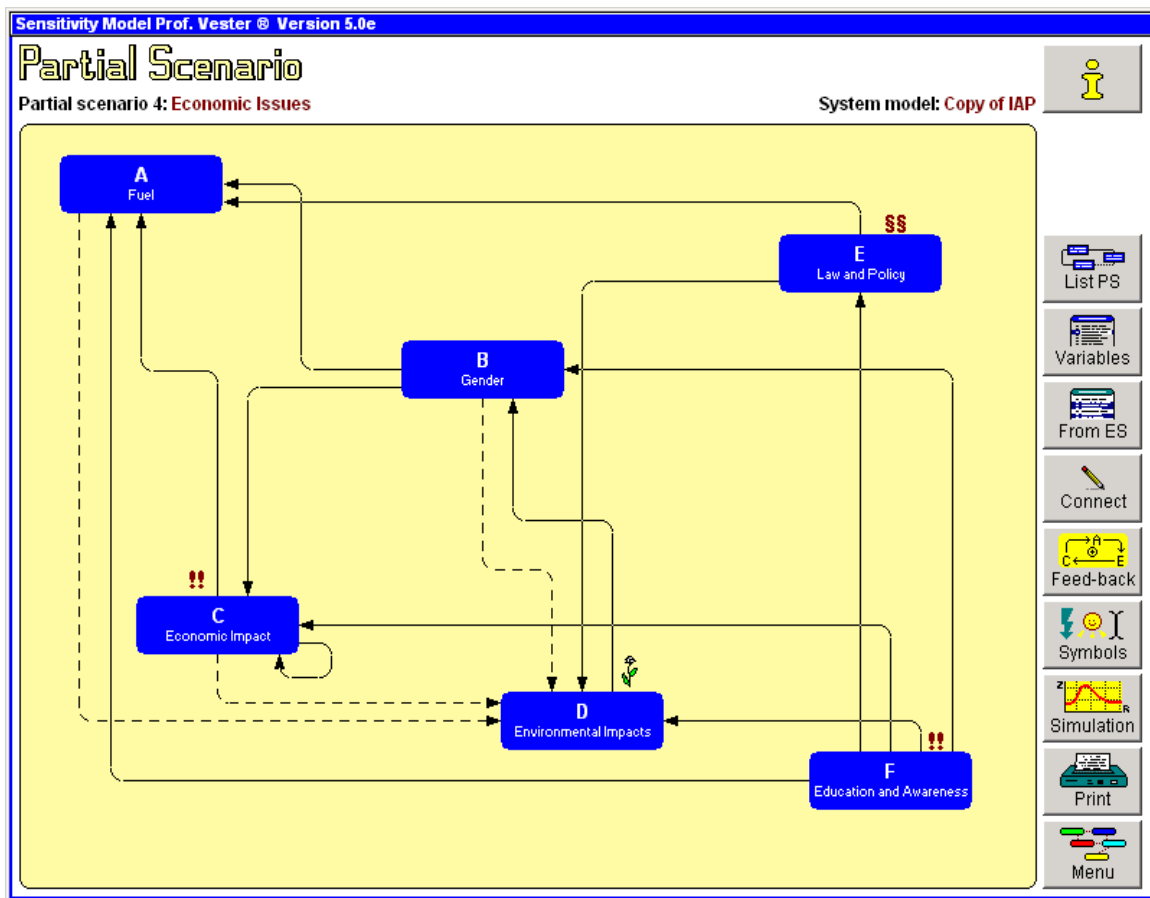 Sensitivity Model Prof. Vester ® Version 5.0e
Partial Scenario
Partial scenario 4: Economic Issues
System model: Copy of IAP
A
Fuel
§§
E
Law and Policy
List PS
B
Gender
Variables
From ES
Connect
A
C
E
Feed-back
!!
C
Economic Impact
Symbols
D
Environmental Impacts
Z
R
Simulation
!!
F
Education and Awareness
Print
Menu